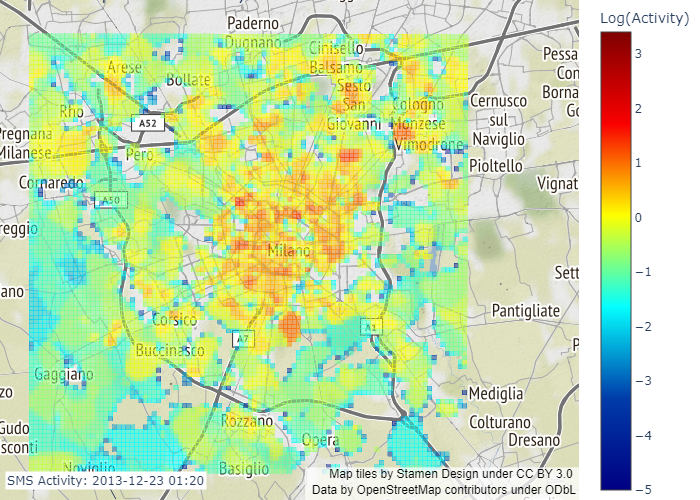 Log(Activity)
Paderno
Dugnano
Cinisello
Balsamo
Arese
Bollate
Sesto
San
Giovanni
Rho
A52
Cologno
Monzese
Vimodrone
Cernusco
sul
Naviglio
Pessa
Con
Borna
Go
Pregnana
Milanese
Pero
Pioltello
Cornaredo
A50
Vignat
reggio
Milano
Sett
ano
Pantigliate
Corsico
A7
A1
P
Buccinasco
Gaggiano
zo
Mediglia
Rozzano
Colturano
Gudo
Dresano
sconti
Opera
Noviglio
Basiglio
SMS Activity: 2013-12-23 01:20
Map tiles by Stamen Design under CC BY 3.0
Data by OpenStreetMap contributors under ODbL
3
2
1
0
−1
−2
−3
−4
−5